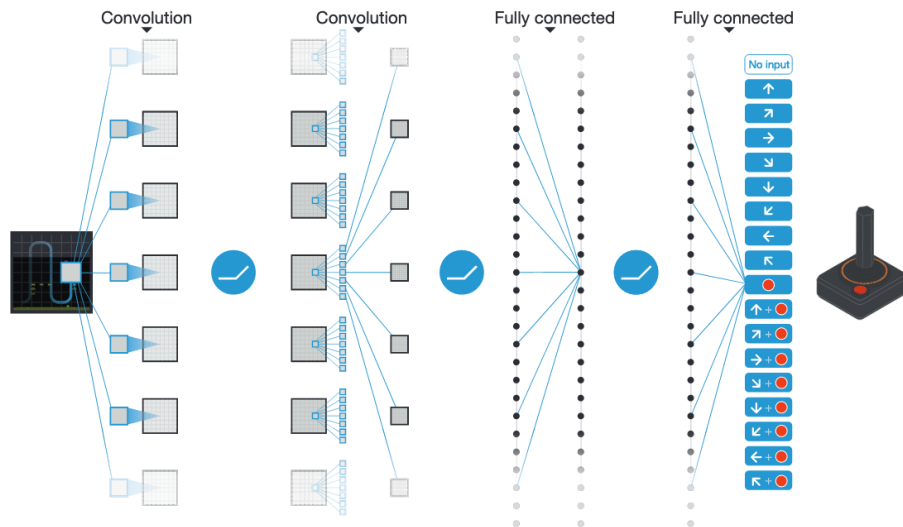 Convolution
Convolution
Fully connected
Fully connected
No input
+
+
+
+
+
+
+
+